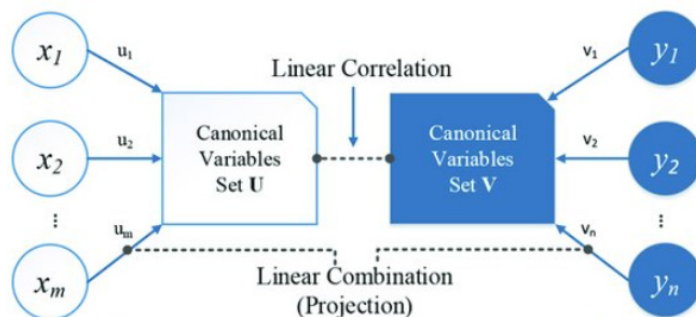 x1
u1
Linear Correlation
v1
y1
x2
u2
Canonical
Variables
Set U
Canonical
Variables
Set V
v2
y2
⋮
⋮
xm
um
vn
yn
Linear Combination
(Projection)